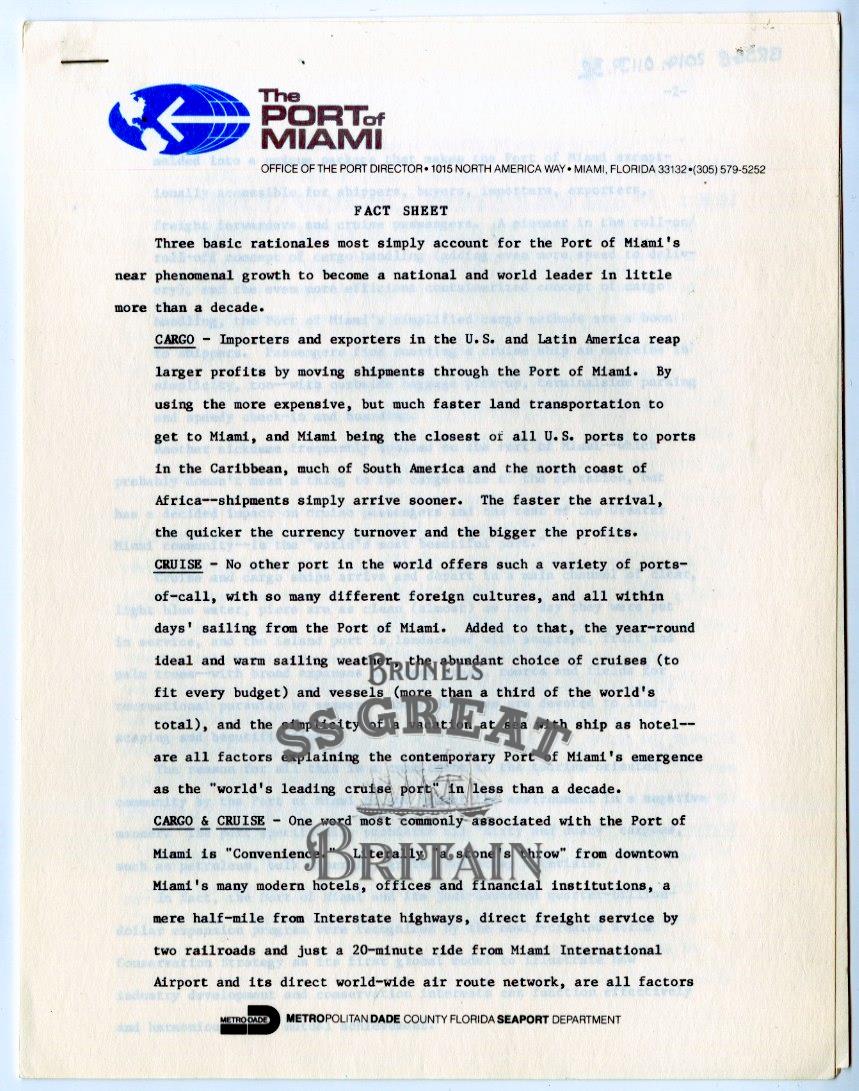 The
PORT of
MIAMI
OFFICE OF THE PORT DIRECTOR • 1015 NORTH AMERICA WAY • MIAMI, FLORIDA 33132 • (305) 579-5252
FACT SHEET
Three basic rationales most simply account for the Port of Miami's
near phenomenal growth to become a national and world leader in little
more than a decade.
CARGO - Importers and exporters in the U.S. and Latin America reap
larger profits by moving shipments through the Port of Miami. By
using the more expensive, but much faster land transportation to
get to Miami, and Miami being the closest of all U.S. ports to ports
in the Caribbean, much of South America and the north coast of
Africa--shipments simply arrive sooner. The faster the arrival,
the quicker the currency turnover and the bigger the profits.
CRUISE - No other port in the world offers such a variety of ports-
of-call, with so many different foreign cultures, and all within
days' sailing from the Port of Miami. Added to that, the year-round
ideal and warm sailing weather, the abundant choice of cruises (to
fit every budget) and vessels (more than a third of the world's
total), and the simplicity of a vacation at sea with ship as hotel--
are all factors explaining the contemporary Port of Miami's emergence
as the "world's leading cruise port" in less than a decade.
CARGO & CRUISE - One word most commonly associated with the Port of
Miami is "Convenience." Literally "a stone's throw" from downtown
Miami's many modern hotels, offices and financial institutions, a
mere half-mile from Interstate highways, direct freight service by
two railroads and just a 20-minute ride from Miami International
Airport and its direct world-wide air route network, are all factors
METRO-DADE METROPOLITAN DADE COUNTY FLORIDA SEAPORT DEPARTMENT
BRUNEL'S
SS GREAT
BRITAIN